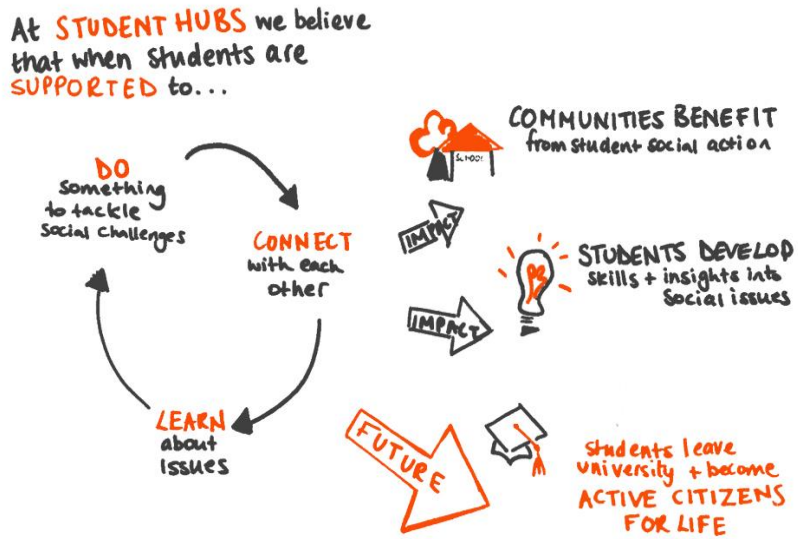 At STUDENT HUBS we believe
that when students are
SUPPORTED to...
DO
something
to tackle
social challenges
CONNECT
with each
other
LEARN
about
issues
SCHOOL
COMMUNITIES BENEFIT
from student social action
IMPACT
STUDENTS DEVELOP
skills + insights into
social issues
IMPACT
FUTURE
students leave
university + become
ACTIVE CITIZENS
FOR LIFE